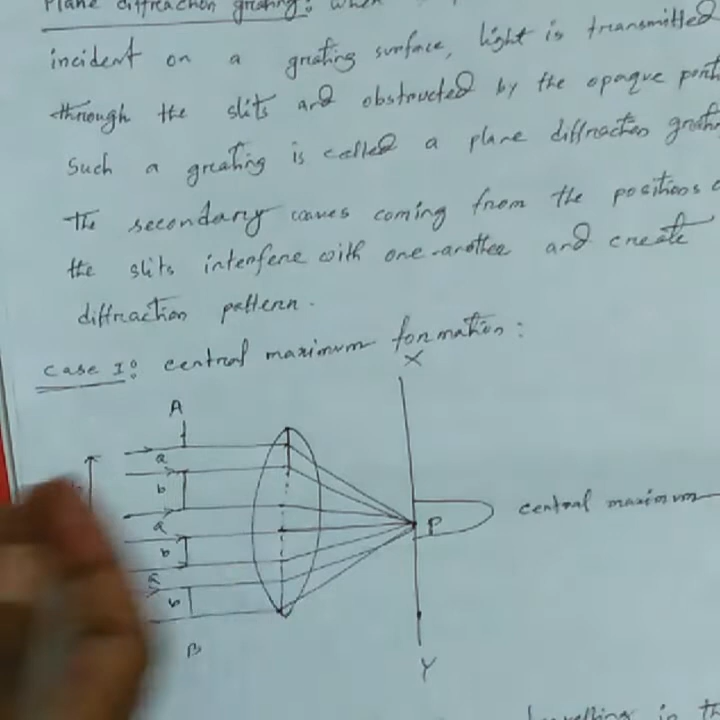 Plane diffraction grating: when
incident on a grating surface, light is transmitted
through the slits and obstructed by the opaque
Such a grating is called a plane diffraction
The secondary waves coming from the positions
the slits interfere with one-another and create
diffraction pattern.
Case I: central maximum formation:
X
A
a
b
a
b
a
b
P
central maximum
B
Y
travelling in